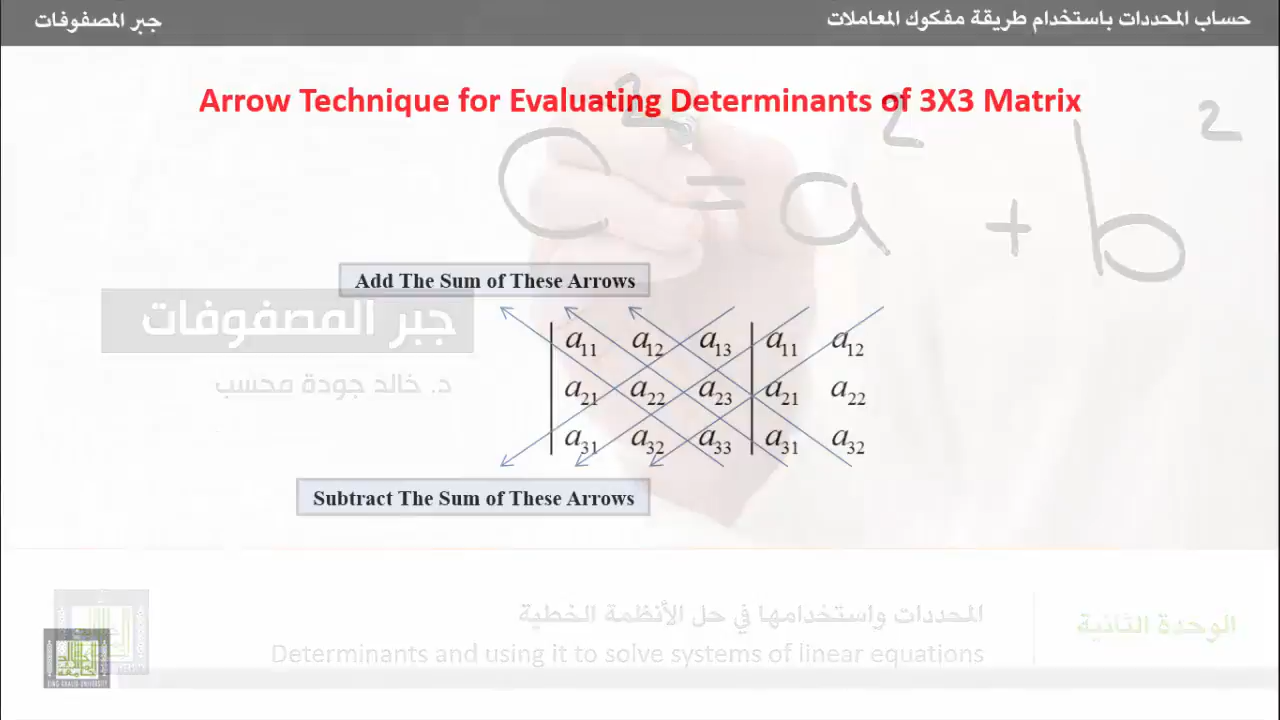 حساب المحددات باستخدام طريقة مفكوك المعاملات
جبر المصفوفات
Arrow Technique for Evaluating Determinants of 3X3 Matrix
c² = a² + b²
Add The Sum of These Arrows
جبر المصفوفات
د. خالد جودة محسب
a₁₁ a₁₂ a₁₃ a₁₁ a₁₂
a₂₁ a₂₂ a₂₃ a₂₁ a₂₂
a₃₁ a₃₂ a₃₃ a₃₁ a₃₂
Subtract The Sum of These Arrows
الوحدة الثانية
المحددات واستخدامها في حل الأنظمة الخطية
Determinants and using it to solve systems of linear equations
KING KHALID UNIVERSITY